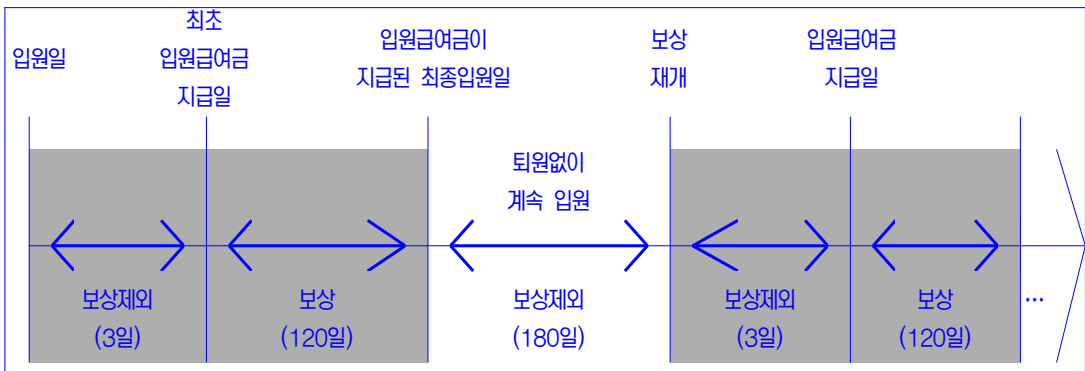 입원일
최초
입원급여금
지급일
입원급여금이
지급된 최종입원일
보상
재개
입원급여금
지급일
퇴원없이
계속 입원
보상제외
(3일)
보상
(120일)
보상제외
(180일)
보상제외
(3일)
보상
(120일)
…